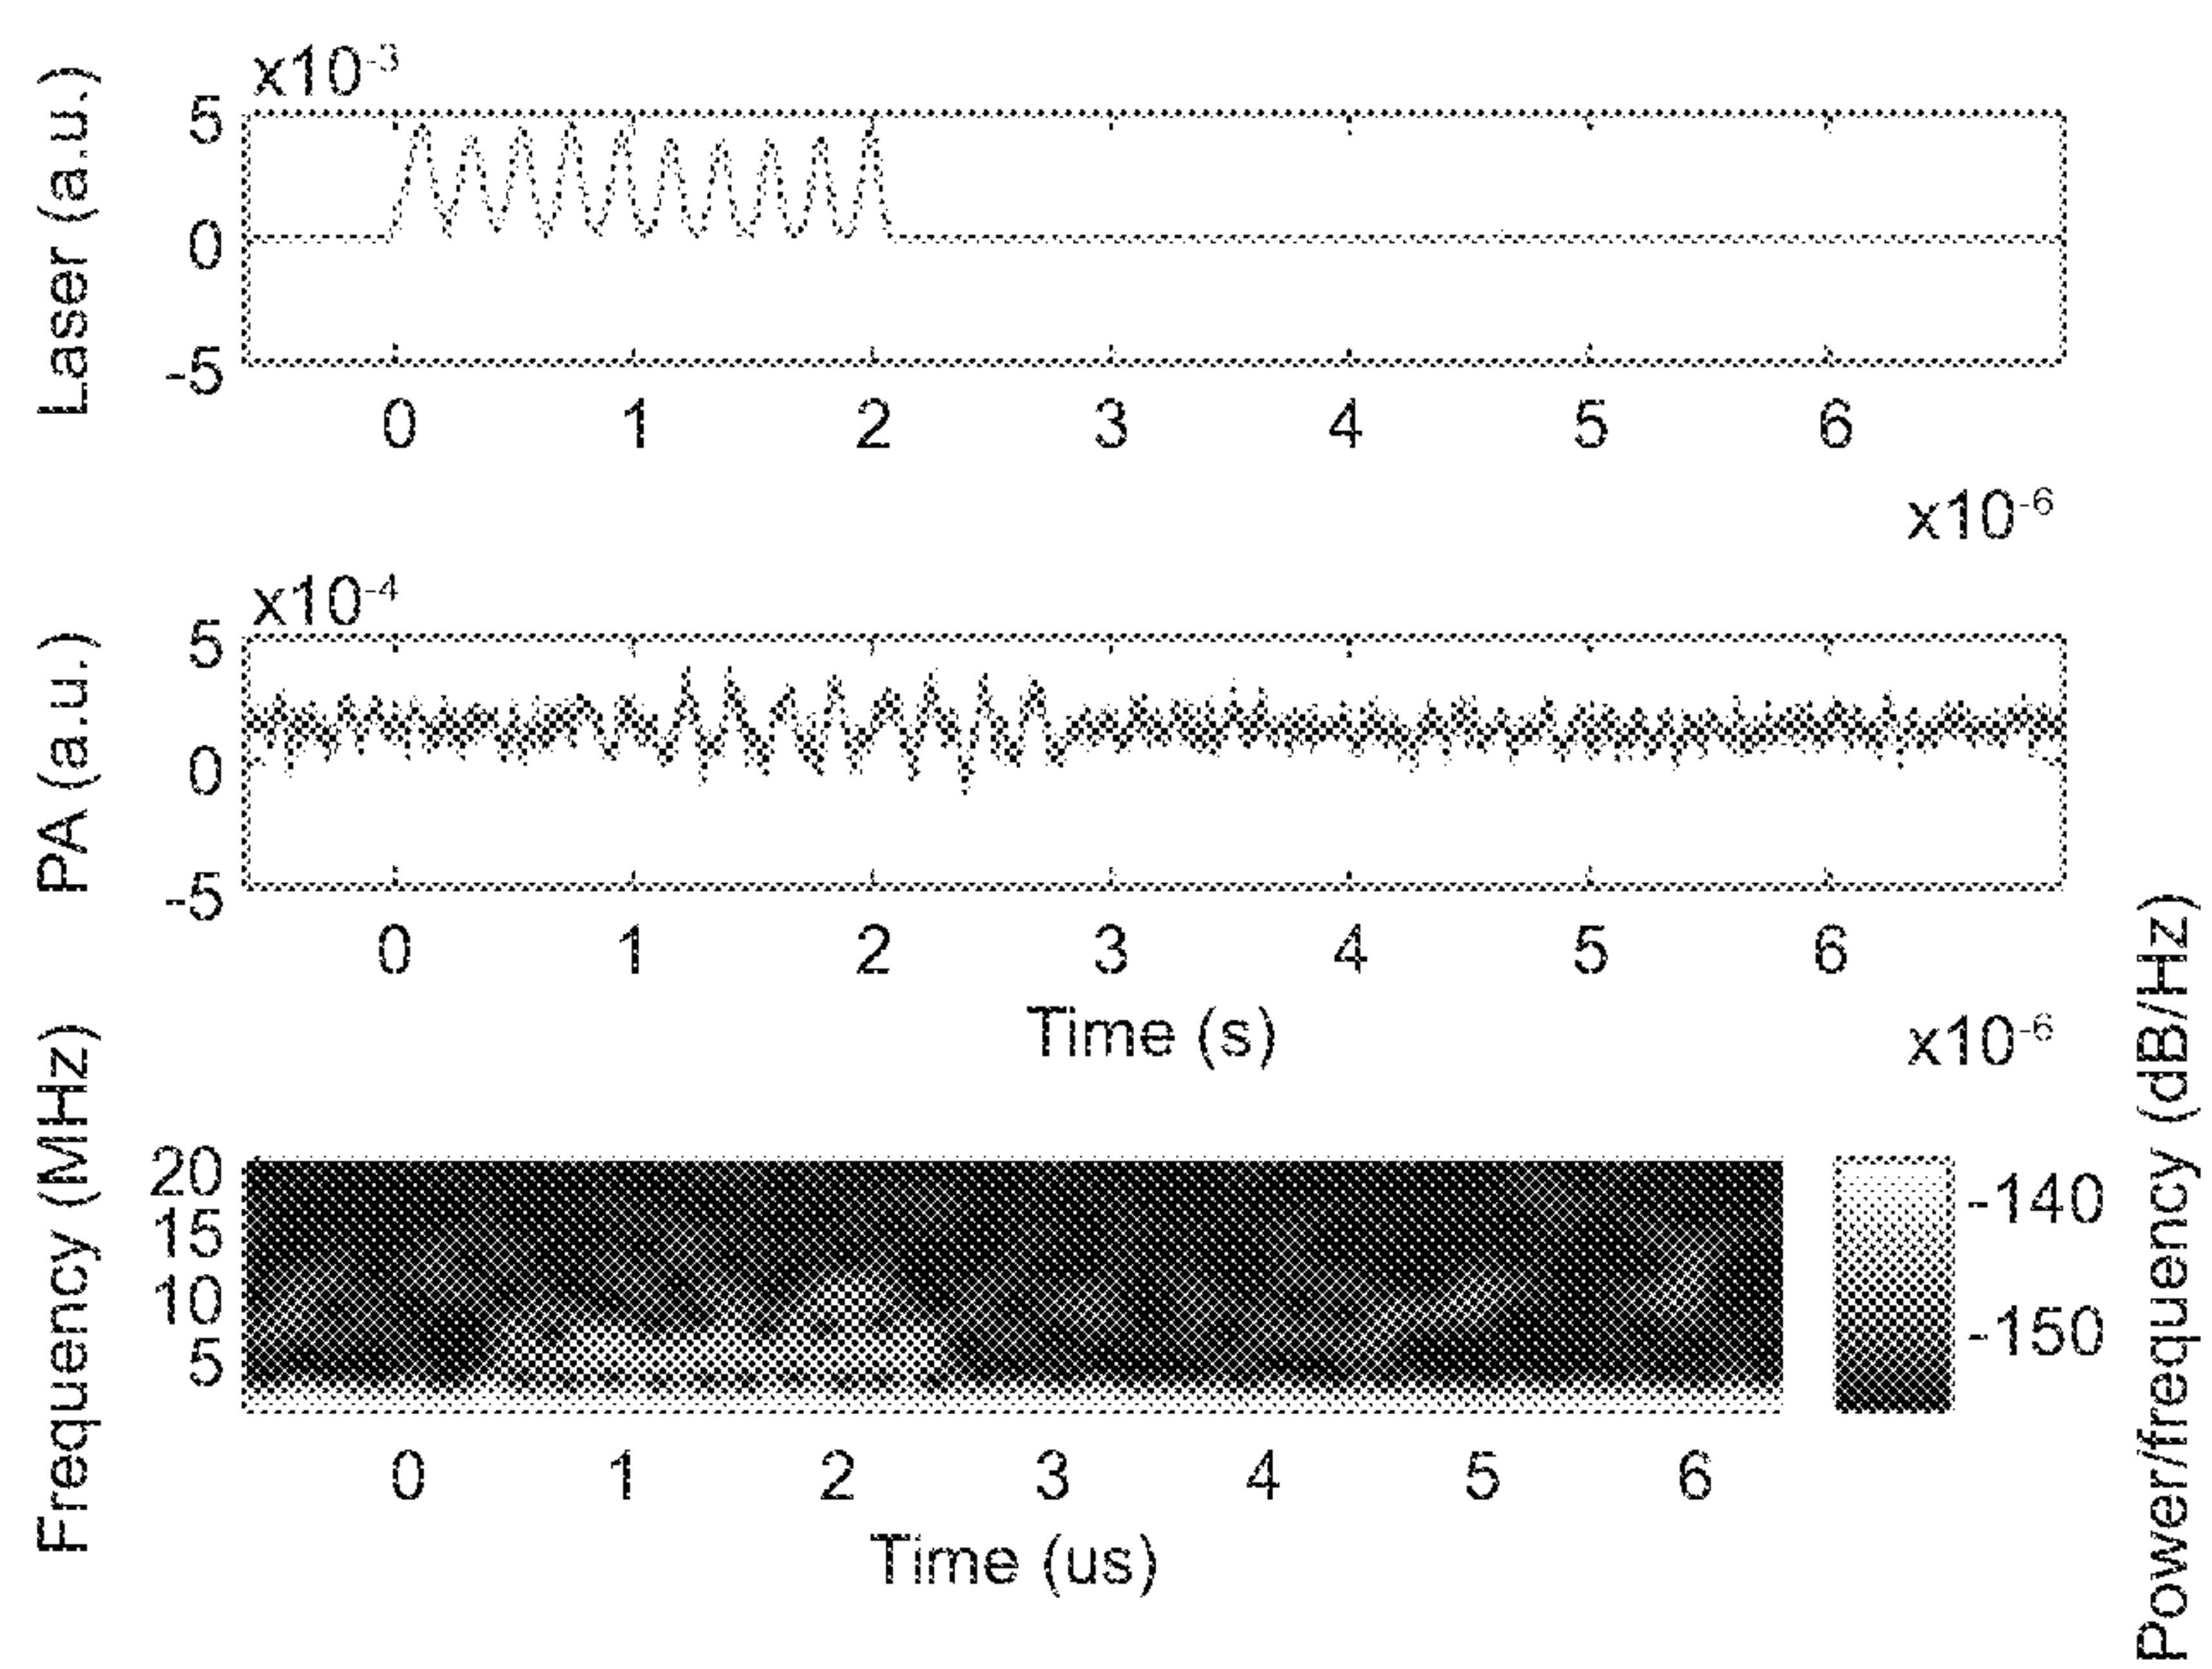 x10-3
Laser (a.u.)
5
0
-5
0 1 2 3 4 5 6
x10-6
x10-4
PA (a.u.)
5
0
-5
0 1 2 3 4 5 6
Time (s)
x10-6
Frequency (MHz)
20
15
10
5
0 1 2 3 4 5 6
Time (us)
-140
-150
Power/frequency (dB/Hz)